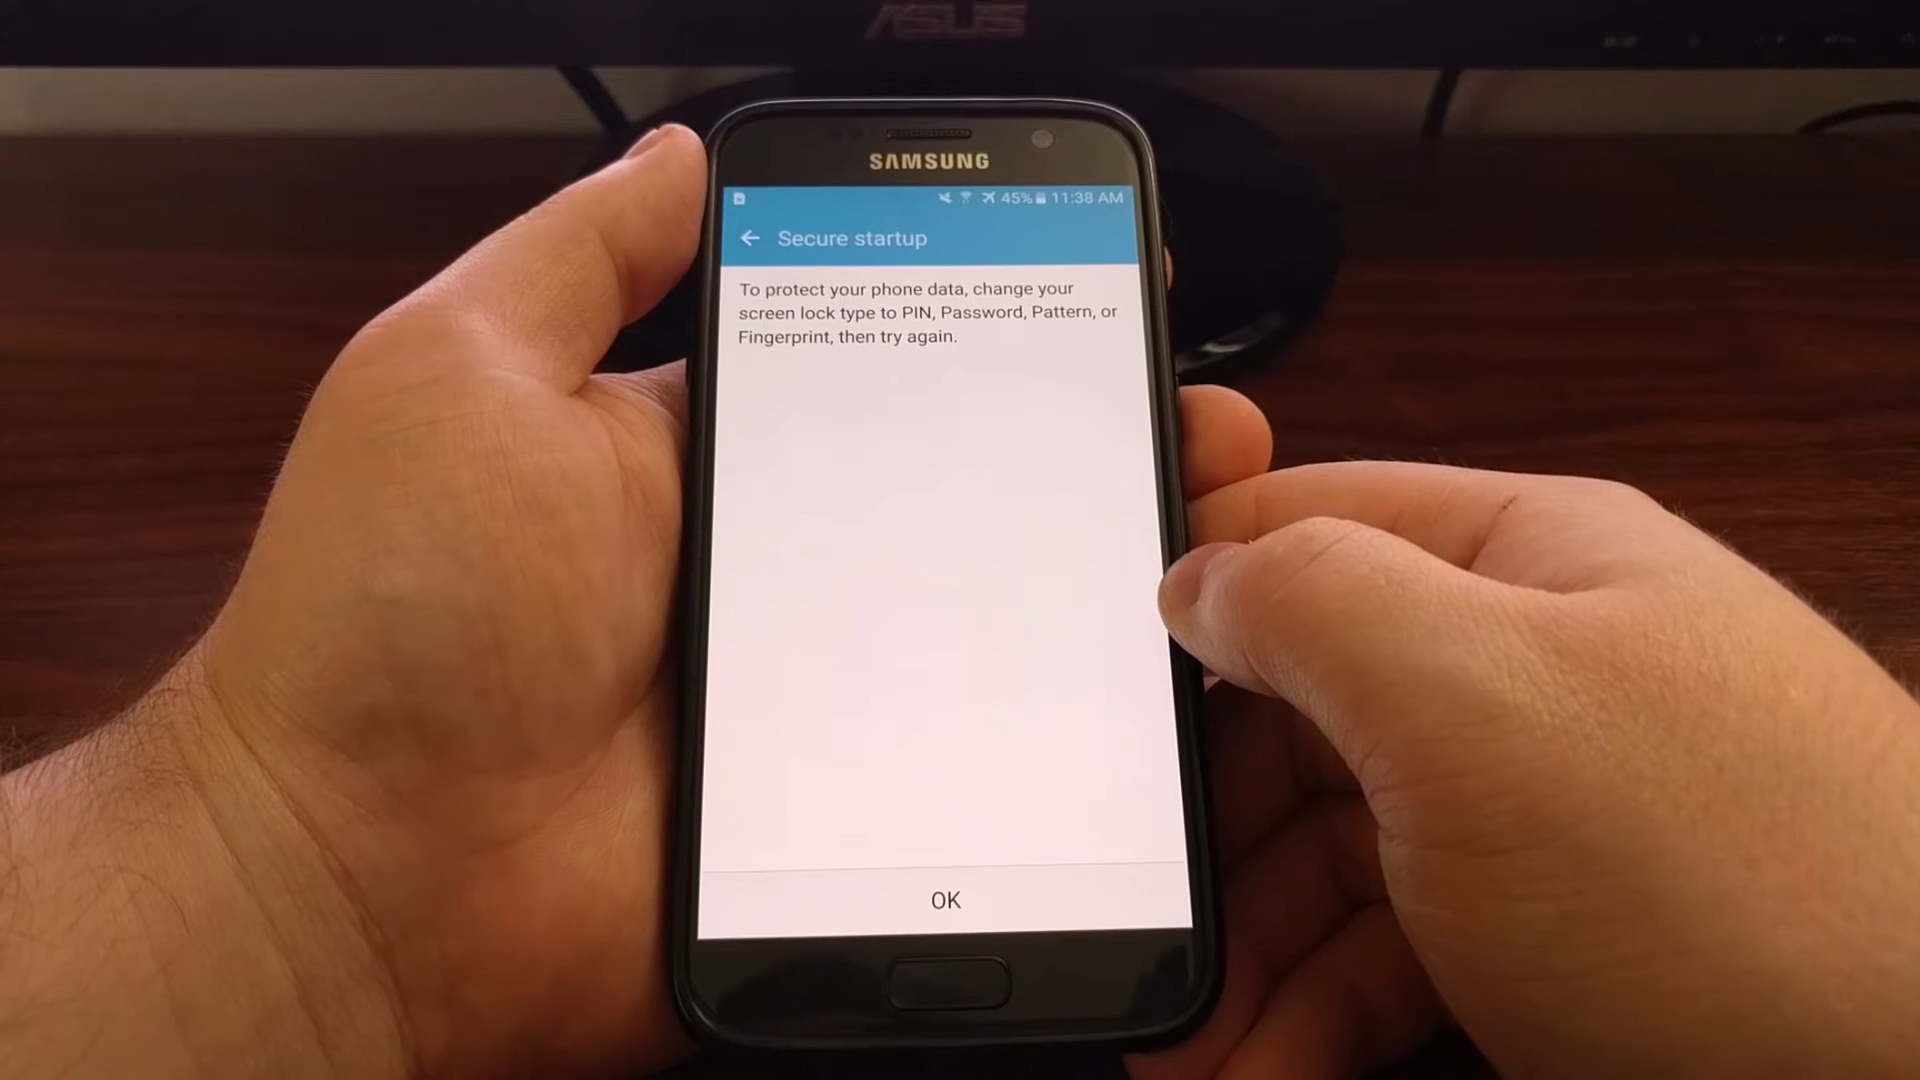 ASUS
SAMSUNG
45% 11:38 AM
Secure startup
To protect your phone data, change your
screen lock type to PIN, Password, Pattern, or
Fingerprint, then try again.
OK